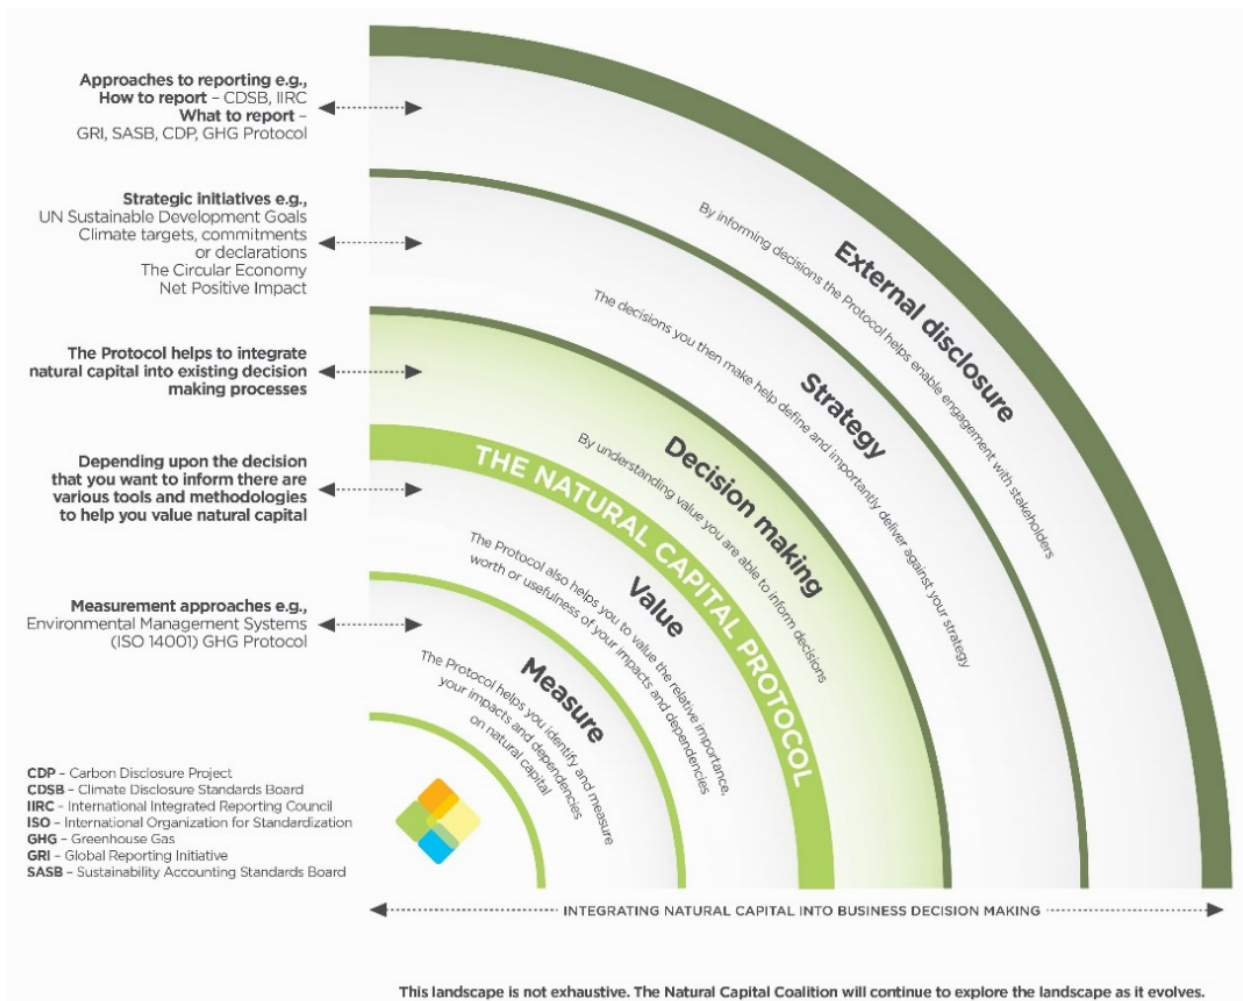 Approaches to reporting e.g.,
How to report – CDSB, IIRC
What to report –
GRI, SASB, CDP, GHG Protocol
Strategic initiatives e.g.,
UN Sustainable Development Goals
Climate targets, commitments
or declarations
The Circular Economy
Net Positive Impact
The Protocol helps to integrate
natural capital into existing decision
making processes
Depending upon the decision
that you want to inform there are
various tools and methodologies
to help you value natural capital
Measurement approaches e.g.,
Environmental Management Systems
(ISO 14001) GHG Protocol
External disclosure
By informing decisions the Protocol helps enable engagement with stakeholders
Strategy
The decisions you then make help define and importantly deliver against your strategy
Decision making
By understanding value you are able to inform decisions
THE NATURAL CAPITAL PROTOCOL
Value
The Protocol also helps you to value the relative importance,
worth or usefulness of your impacts and dependencies
Measure
The Protocol helps you identify and measure
your impacts and dependencies
on natural capital
CDP – Carbon Disclosure Project
CDSB – Climate Disclosure Standards Board
IIRC – International Integrated Reporting Council
ISO – International Organization for Standardization
GHG – Greenhouse Gas
GRI – Global Reporting Initiative
SASB – Sustainability Accounting Standards Board
INTEGRATING NATURAL CAPITAL INTO BUSINESS DECISION MAKING
This landscape is not exhaustive. The Natural Capital Coalition will continue to explore the landscape as it evolves.